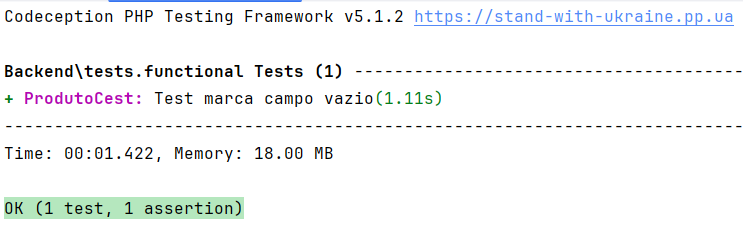 Codeception PHP Testing Framework v5.1.2 https://stand-with-ukraine.pp.ua
Backend\tests.functional Tests (1) ---------------------------------------
+ ProdutoCest: Test marca campo vazio(1.11s)
--------------------------------------------------------------------------
Time: 00:01.422, Memory: 18.00 MB
OK (1 test, 1 assertion)